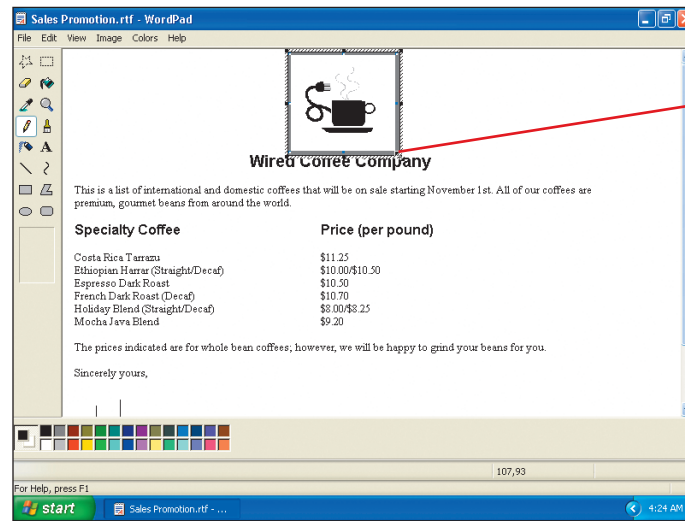 Sales Promotion.rtf - WordPad
File Edit View Image Colors Help
A
Wired Coffee Company
This is a list of international and domestic coffees that will be on sale starting November 1st. All of our coffees are
premium, gourmet beans from around the world.
Specialty Coffee Price (per pound)
Costa Rica Tarrazu $11.25
Ethiopian Harrar (Straight/Decaf) $10.00/$10.50
Espresso Dark Roast $10.50
French Dark Roast (Decaf) $10.70
Holiday Blend (Straight/Decaf) $8.00/$8.25
Mocha Java Blend $9.20
The prices indicated are for whole bean coffees; however, we will be happy to grind your beans for you.
Sincerely yours,
107,93
For Help, press F1
start Sales Promotion.rtf - ... 4:24 AM